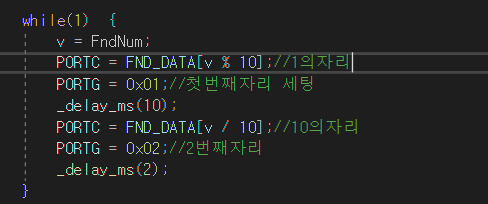 while(1)  {
v = FndNum;
PORTC = FND_DATA[v % 10];//1의자리
PORTG = 0x01;//첫번째자리 세팅
_delay_ms(10);
PORTC = FND_DATA[v / 10];//10의자리
PORTG = 0x02;//2번째자리
_delay_ms(2);
}